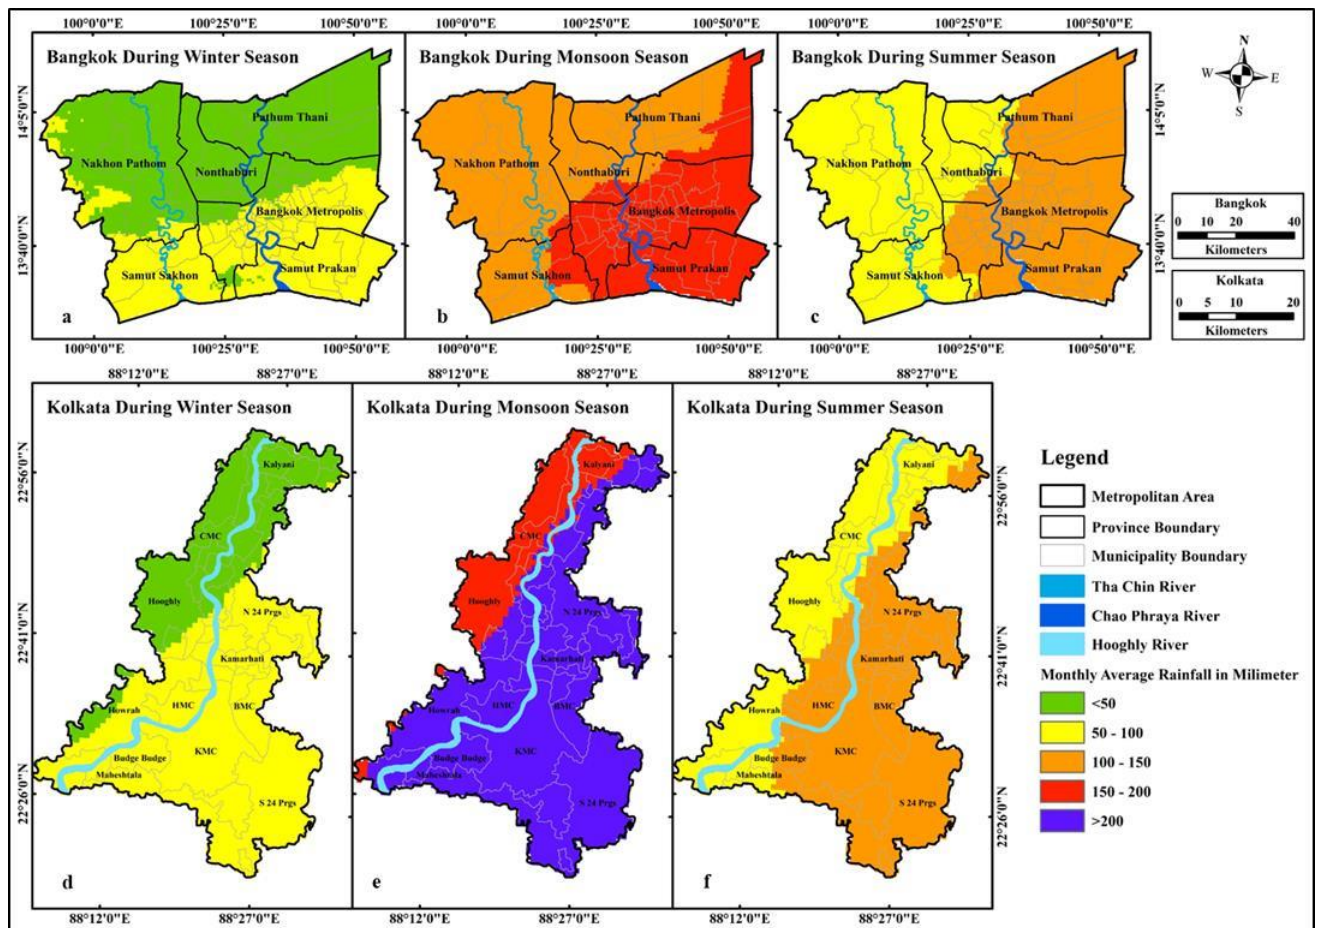 100°0'0"E 100°25'0"E 100°50'0"E 100°0'0"E 100°25'0"E 100°50'0"E 100°0'0"E 100°25'0"E 100°50'0"E
Bangkok During Winter Season
14°5'0"N
13°40'0"N
Pathum Thani
Nakhon Pathom
Nonthaburi
Bangkok Metropolis
Samut Sakhon
Samut Prakan
a
Bangkok During Monsoon Season
Pathum Thani
Nakhon Pathom
Nonthaburi
Bangkok Metropolis
Samut Sakhon
Samut Prakan
b
Bangkok During Summer Season
Pathum Thani
Nakhon Pathom
Nonthaburi
Bangkok Metropolis
Samut Sakhon
Samut Prakan
c
14°5'0"N
13°40'0"N
100°0'0"E 100°25'0"E 100°50'0"E 100°0'0"E 100°25'0"E 100°50'0"E 100°0'0"E 100°25'0"E 100°50'0"E
N
W E
S
Bangkok
0 10 20 40
Kilometers
Kolkata
0 5 10 20
Kilometers
88°12'0"E 88°27'0"E 88°12'0"E 88°27'0"E 88°12'0"E 88°27'0"E
Kolkata During Winter Season
22°56'0"N
22°41'0"N
22°26'0"N
Kalyani
CMC
Hooghly
N 24 Prgs
Kamarhati
Howrah
HMC
BMC
KMC
Budge Budge
Maheshtala
S 24 Prgs
d
Kolkata During Monsoon Season
Kalyani
CMC
Hooghly
N 24 Prgs
Kamarhati
Howrah
HMC
BMC
KMC
Budge Budge
Maheshtala
S 24 Prgs
e
Kolkata During Summer Season
Kalyani
CMC
Hooghly
N 24 Prgs
Kamarhati
Howrah
HMC
BMC
KMC
Budge Budge
Maheshtala
S 24 Prgs
f
22°56'0"N
22°41'0"N
22°26'0"N
88°12'0"E 88°27'0"E 88°12'0"E 88°27'0"E 88°12'0"E 88°27'0"E
Legend
Metropolitan Area
Province Boundary
Municipality Boundary
Tha Chin River
Chao Phraya River
Hooghly River
Monthly Average Rainfall in Milimeter
<50
50 - 100
100 - 150
150 - 200
>200